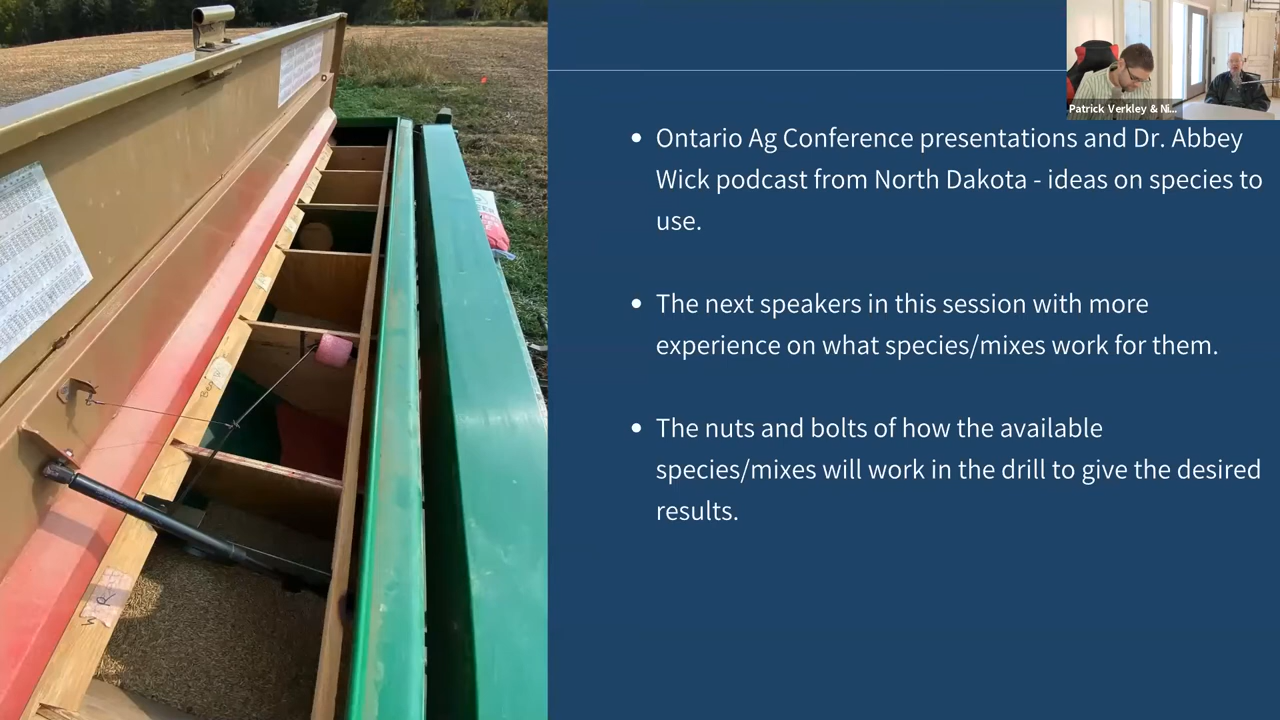 Patrick Verkley & Ni...
• Ontario Ag Conference presentations and Dr. Abbey
Wick podcast from North Dakota - ideas on species to
use.
• The next speakers in this session with more
experience on what species/mixes work for them.
• The nuts and bolts of how the available
species/mixes will work in the drill to give the desired
results.